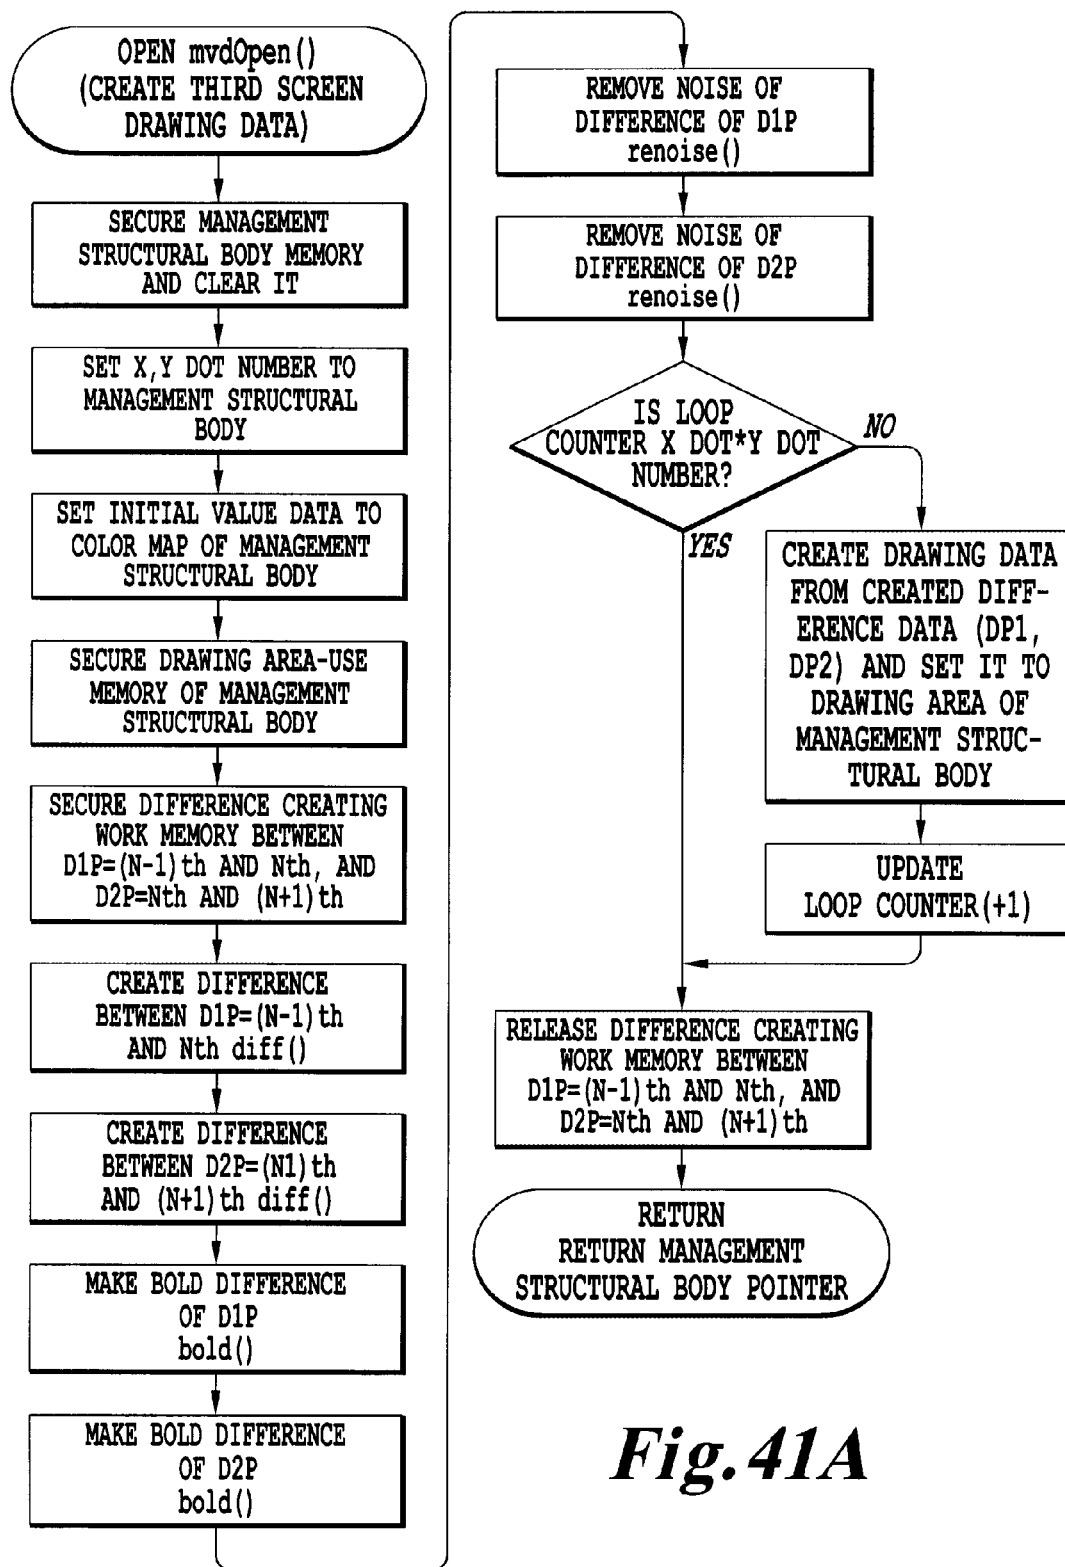 OPEN mvdOpen()
(CREATE THIRD SCREEN
DRAWING DATA)
SECURE MANAGEMENT
STRUCTURAL BODY MEMORY
AND CLEAR IT
SET X,Y DOT NUMBER TO
MANAGEMENT STRUCTURAL
BODY
SET INITIAL VALUE DATA TO
COLOR MAP OF MANAGEMENT
STRUCTURAL BODY
SECURE DRAWING AREA-USE
MEMORY OF MANAGEMENT
STRUCTURAL BODY
SECURE DIFFERENCE CREATING
WORK MEMORY BETWEEN
D1P=(N-1)th AND Nth, AND
D2P=Nth AND (N+1)th
CREATE DIFFERENCE
BETWEEN D1P=(N-1)th
AND Nth diff()
CREATE DIFFERENCE
BETWEEN D2P=(N1)th
AND (N+1)th diff()
MAKE BOLD DIFFERENCE
OF D1P
bold()
MAKE BOLD DIFFERENCE
OF D2P
bold()
REMOVE NOISE OF
DIFFERENCE OF D1P
renoise()
REMOVE NOISE OF
DIFFERENCE OF D2P
renoise()
IS LOOP
COUNTER X DOT*Y DOT
NUMBER?
NO
YES
CREATE DRAWING DATA
FROM CREATED DIFF-
ERENCE DATA (DP1,
DP2) AND SET IT TO
DRAWING AREA OF
MANAGEMENT STRUC-
TURAL BODY
UPDATE
LOOP COUNTER(+1)
RELEASE DIFFERENCE CREATING
WORK MEMORY BETWEEN
D1P=(N-1)th AND Nth, AND
D2P=Nth AND (N+1)th
RETURN
RETURN MANAGEMENT
STRUCTURAL BODY POINTER
Fig. 41A